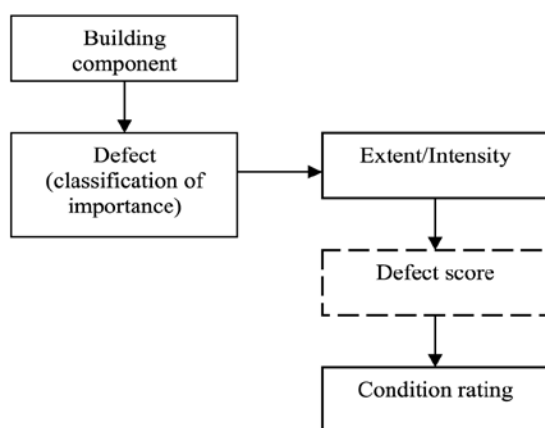 Building
component
Defect
(classification of
importance)
Extent/Intensity
Defect score
Condition rating